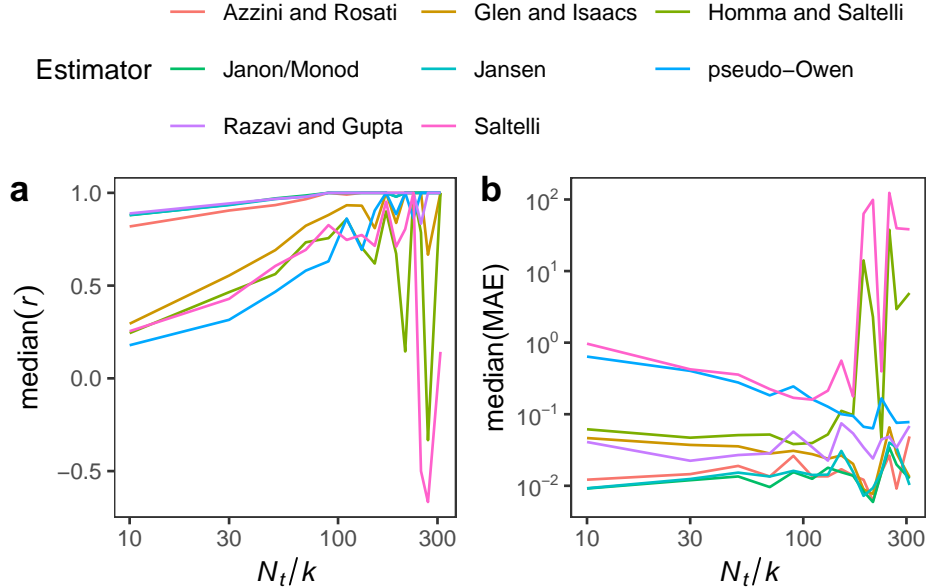 Azzini and Rosati Glen and Isaacs Homma and Saltelli
Estimator Janon/Monod Jansen pseudo−Owen
Razavi and Gupta Saltelli
a
median(r)
1.0
0.5
0.0
−0.5
10 30 100 300
N_t/k
b
median(MAE)
10^2
10^1
10^0
10^−1
10^−2
10 30 100 300
N_t/k